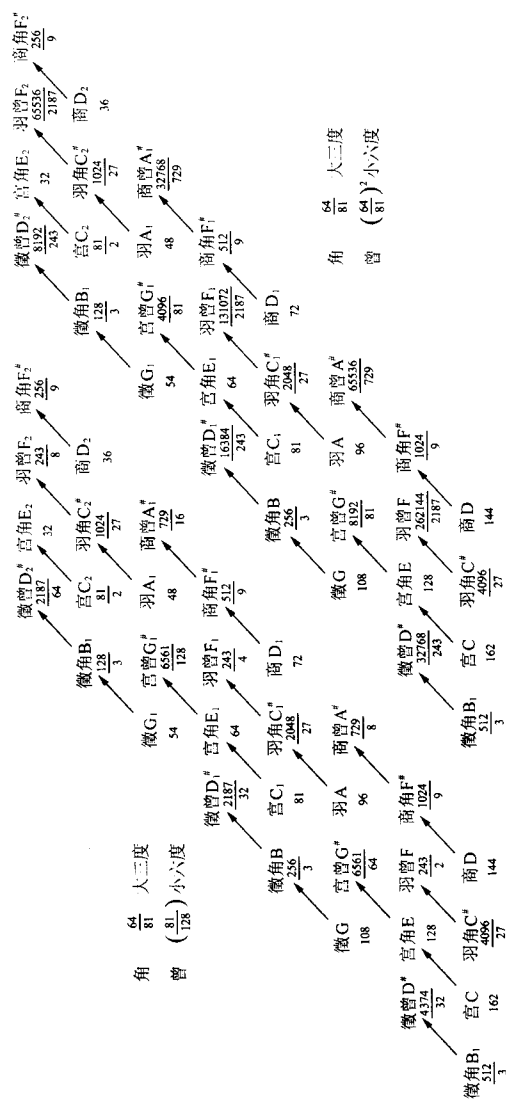 徵曾D₂# 2187/64 宫角E₂ 32 羽曾F₂ 243/8 商角F₂# 256/9
徵角B₁ 128/3 宫C₂ 81/2 羽角C₂# 1024/27 商D₂ 36
徵G₁ 54 宫曾G₁# 6561/128 羽A₁ 48 商曾A₁# 729/16
角 64/81 大三度
曾 (81/128) 小六度
徵曾D₁# 2187/32 宫角E₁ 64 羽曾F₁ 243/4 商角F₁# 512/9
徵角B 256/3 宫C₁ 81 羽角C₁# 2048/27 商D₁ 72
徵G 108 宫曾G# 6561/64 羽A 96 商曾A# 729/8
徵曾D# 4374/32 宫角E 128 羽曾F 243/2 商角F# 1024/9
徵角B₁ 512/3 宫C 162 羽角C# 4096/27 商D 144
徵曾D₂# 8192/243 宫角E₂ 32 羽曾F₂ 65536/2187 商角F₂# 256/9
徵角B₁ 128/3 宫C₂ 81/2 羽角C₂# 1024/27 商D₂ 36
徵G₁ 54 宫曾G₁# 4096/81 羽A₁ 48 商曾A₁# 32768/729
徵曾D₁# 16384/243 宫角E₁ 64 羽曾F₁ 131072/2187 商角F₁# 512/9
徵角B 256/3 宫C₁ 81 羽角C₁# 2048/27 商D₁ 72
徵G 108 宫曾G# 8192/81 羽A 96 商曾A# 65536/729
角 64/81 大三度
曾 (64/81)² 小六度
徵曾D# 32768/243 宫角E 128 羽曾F 262144/2187 商角F# 1024/9
徵角B₁ 512/3 宫C 162 羽角C# 4096/27 商D 144